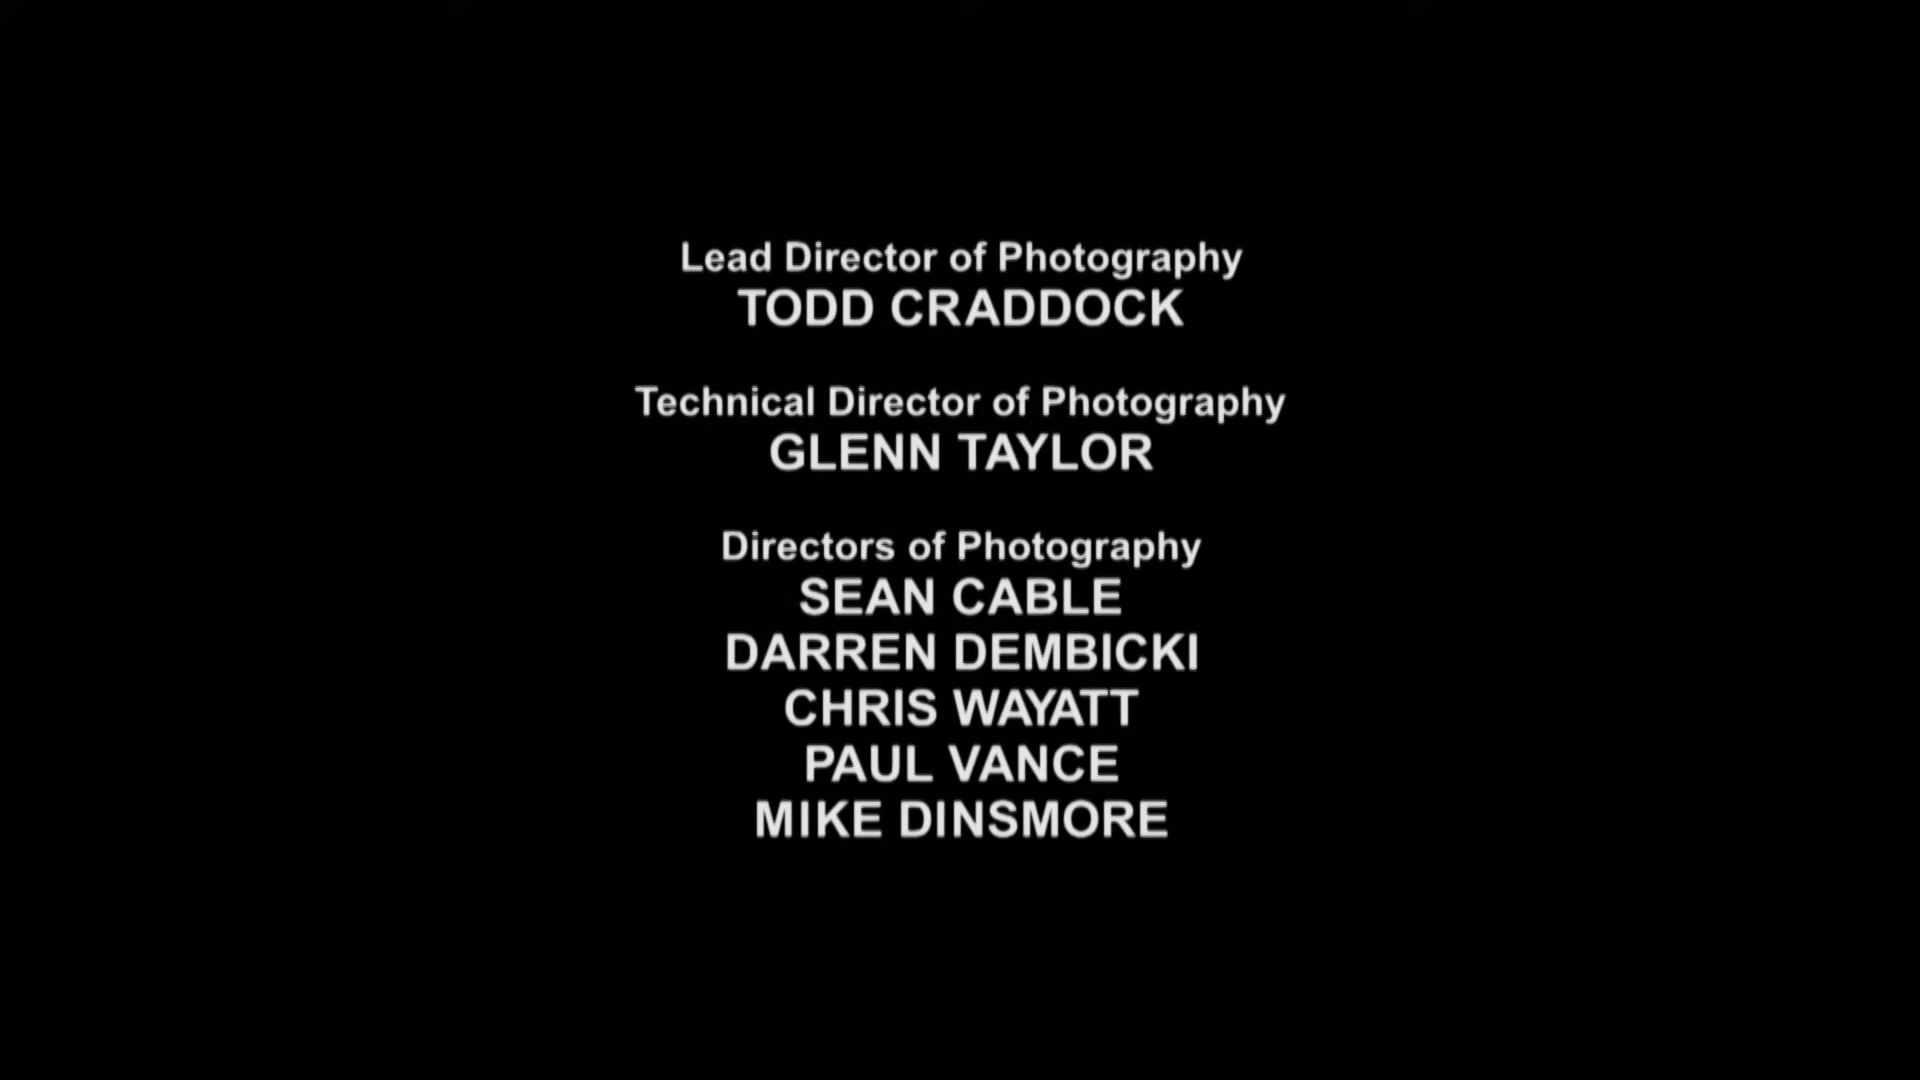 Lead Director of Photography
TODD CRADDOCK
Technical Director of Photography
GLENN TAYLOR
Directors of Photography
SEAN CABLE
DARREN DEMBICKI
CHRIS WAYATT
PAUL VANCE
MIKE DINSMORE